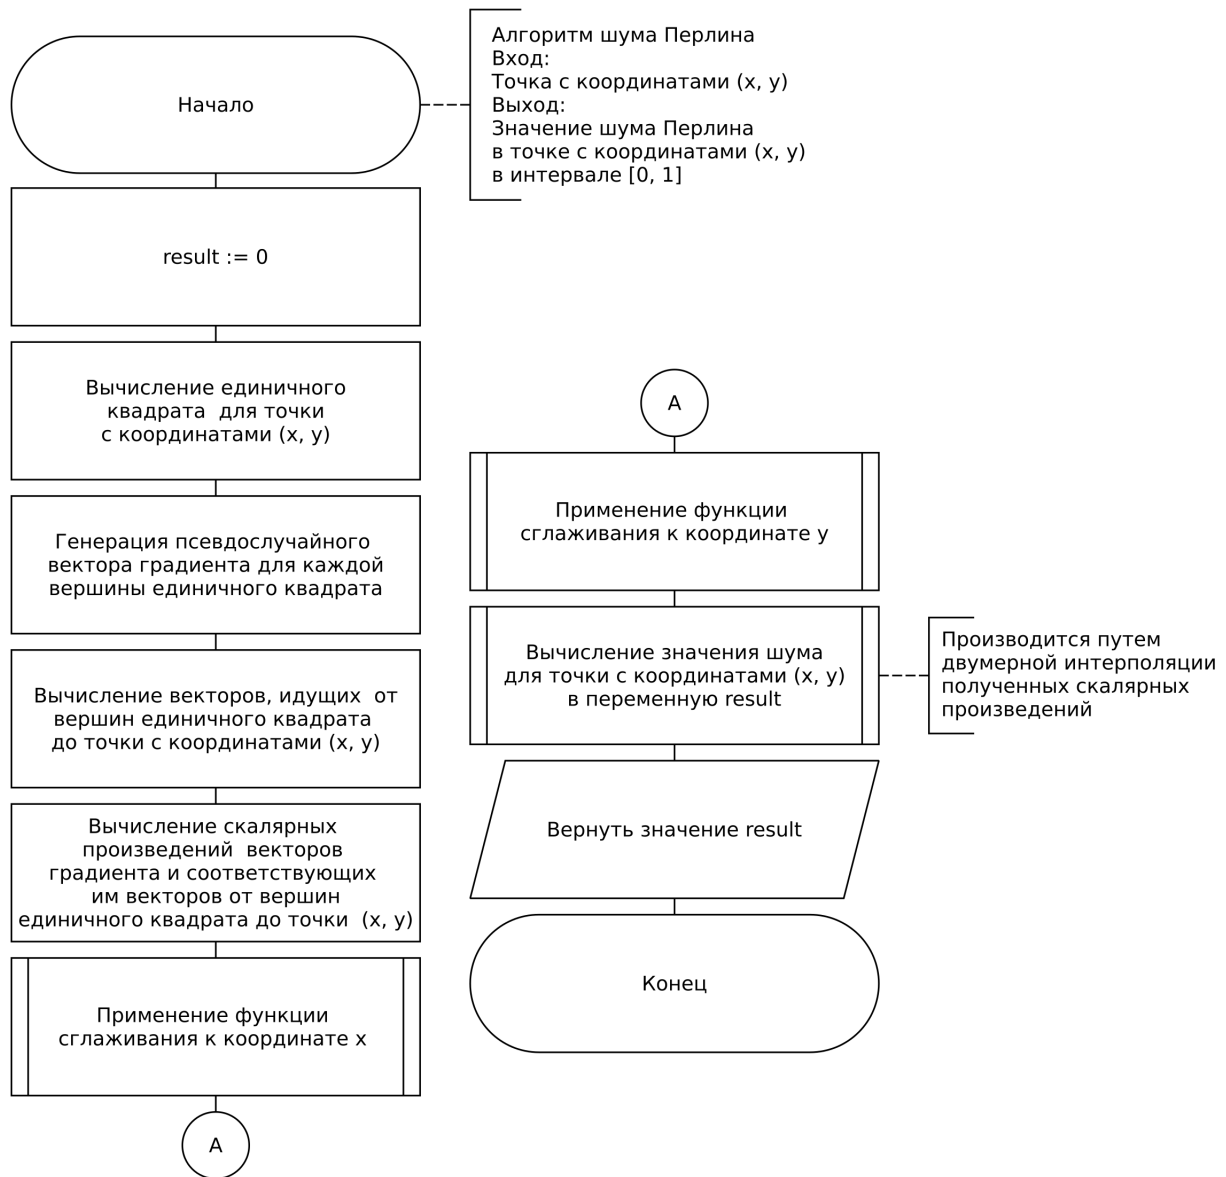 Начало
Алгоритм шума Перлина
Вход:
Точка с координатами (x, y)
Выход:
Значение шума Перлина
в точке с координатами (x, y)
в интервале [0, 1]
result := 0
Вычисление единичного
квадрата для точки
с координатами (x, y)
Генерация псевдослучайного
вектора градиента для каждой
вершины единичного квадрата
Вычисление векторов, идущих от
вершин единичного квадрата
до точки с координатами (x, y)
Вычисление скалярных
произведений векторов
градиента и соответствующих
им векторов от вершин
единичного квадрата до точки (x, y)
Применение функции
сглаживания к координате x
A
A
Применение функции
сглаживания к координате y
Вычисление значения шума
для точки с координатами (x, y)
в переменную result
Производится путем
двумерной интерполяции
полученных скалярных
произведений
Вернуть значение result
Конец